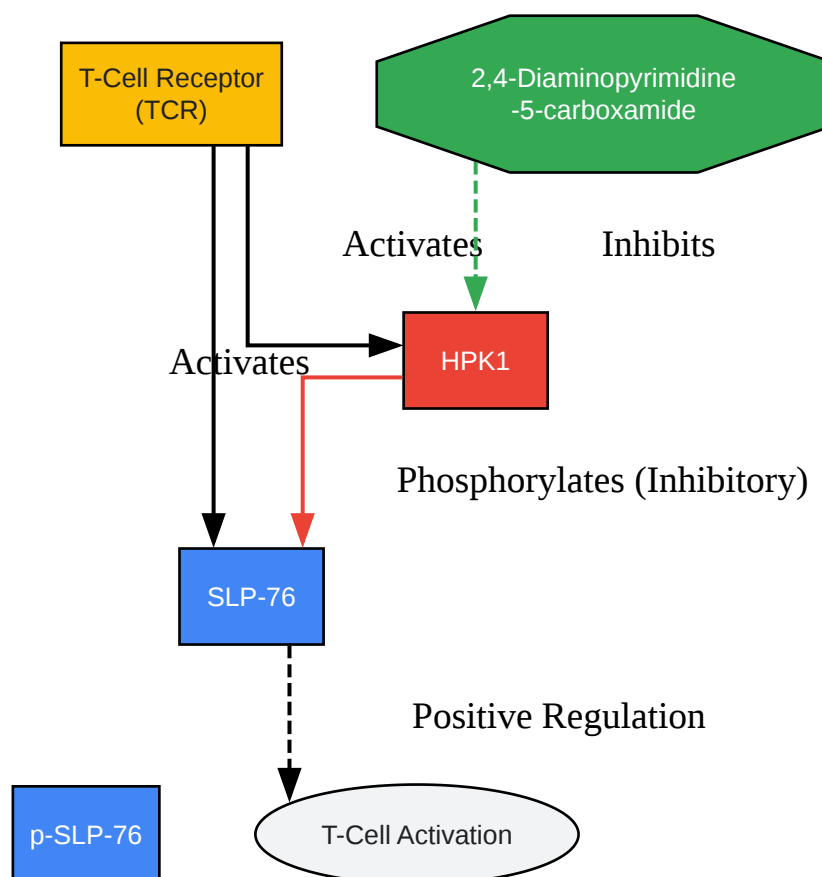 T-Cell Receptor
(TCR)
2,4-Diaminopyrimidine
-5-carboxamide
Activates
Inhibits
HPK1
Activates
Phosphorylates (Inhibitory)
SLP-76
Positive Regulation
p-SLP-76
T-Cell Activation